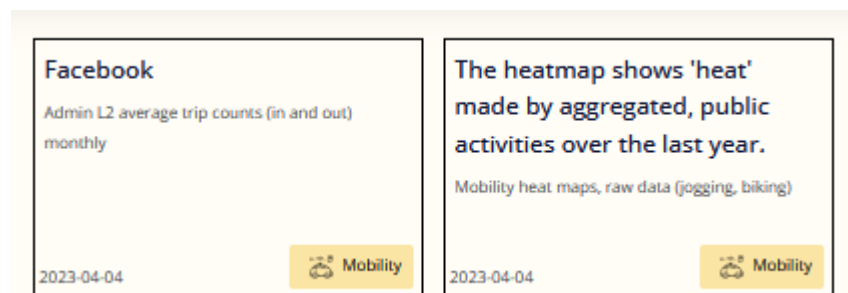 Facebook
Admin L2 average trip counts (in and out)
monthly
2023-04-04
Mobility
The heatmap shows 'heat'
made by aggregated, public
activities over the last year.
Mobility heat maps, raw data (jogging, biking)
2023-04-04
Mobility